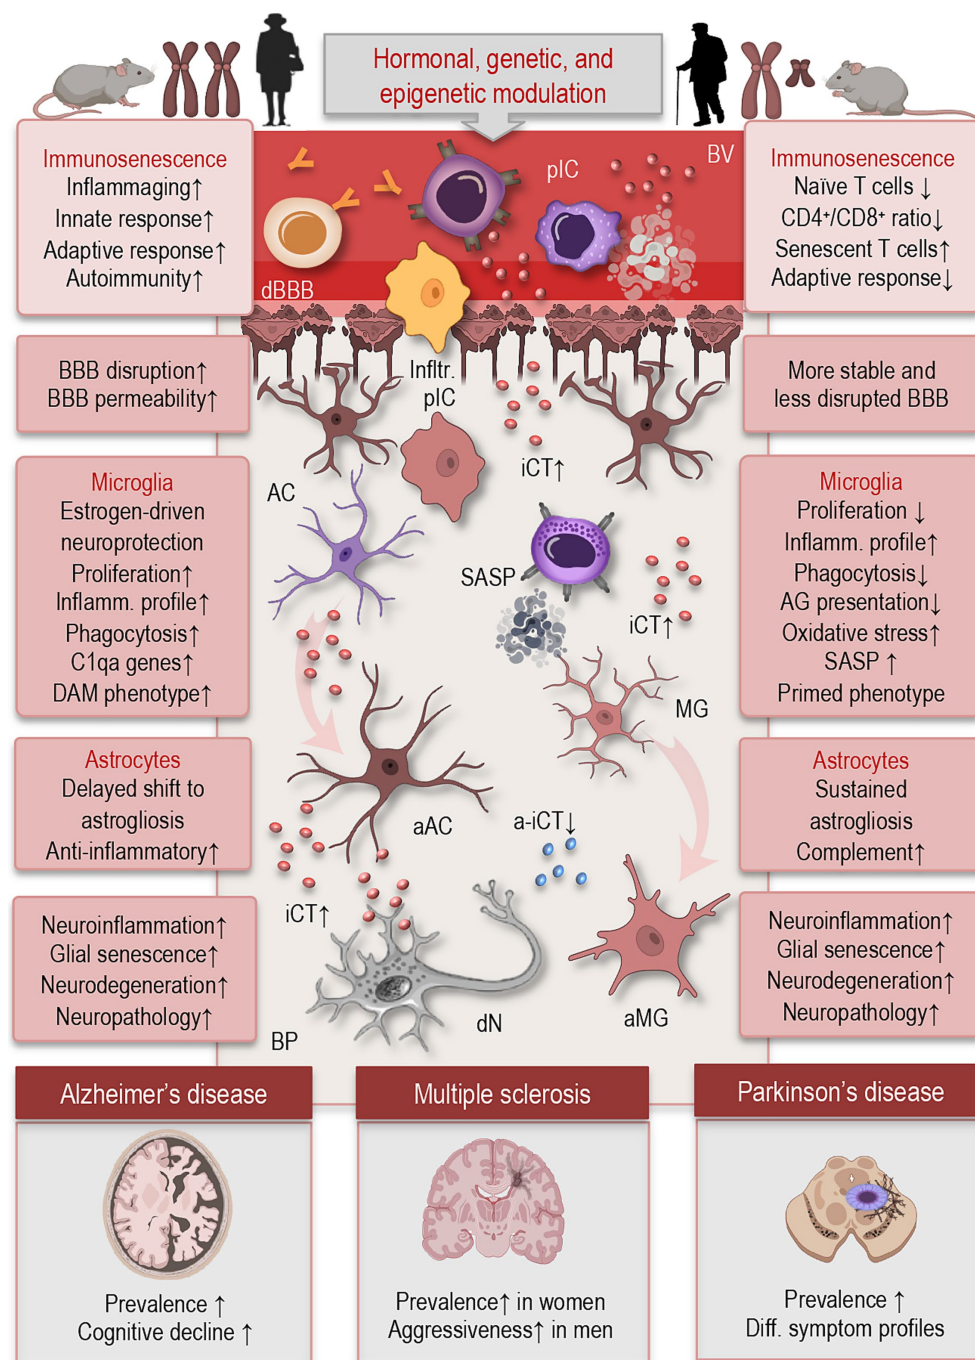 Hormonal, genetic, and
epigenetic modulation
Immunosenescence
Inflammaging↑
Innate response↑
Adaptive response↑
Autoimmunity↑
BBB disruption↑
BBB permeability↑
Microglia
Estrogen-driven
neuroprotection
Proliferation↑
Inflamm. profile↑
Phagocytosis↑
C1qa genes↑
DAM phenotype↑
Astrocytes
Delayed shift to
astrogliosis
Anti-inflammatory↑
Neuroinflammation↑
Glial senescence↑
Neurodegeneration↑
Neuropathology↑
BV
pIC
dBBB
Infltr.
pIC
iCT↑
AC
SASP
iCT↑
MG
aAC
a-iCT↓
iCT↑
dN
aMG
BP
Immunosenescence
Naïve T cells ↓
CD4⁺/CD8⁺ ratio↓
Senescent T cells↑
Adaptive response↓
More stable and
less disrupted BBB
Microglia
Proliferation ↓
Inflamm. profile↑
Phagocytosis↓
AG presentation↓
Oxidative stress↑
SASP ↑
Primed phenotype
Astrocytes
Sustained
astrogliosis
Complement↑
Neuroinflammation↑
Glial senescence↑
Neurodegeneration↑
Neuropathology↑
Alzheimer's disease
Prevalence ↑
Cognitive decline ↑
Multiple sclerosis
Prevalence↑ in women
Aggressiveness↑ in men
Parkinson's disease
Prevalence ↑
Diff. symptom profiles